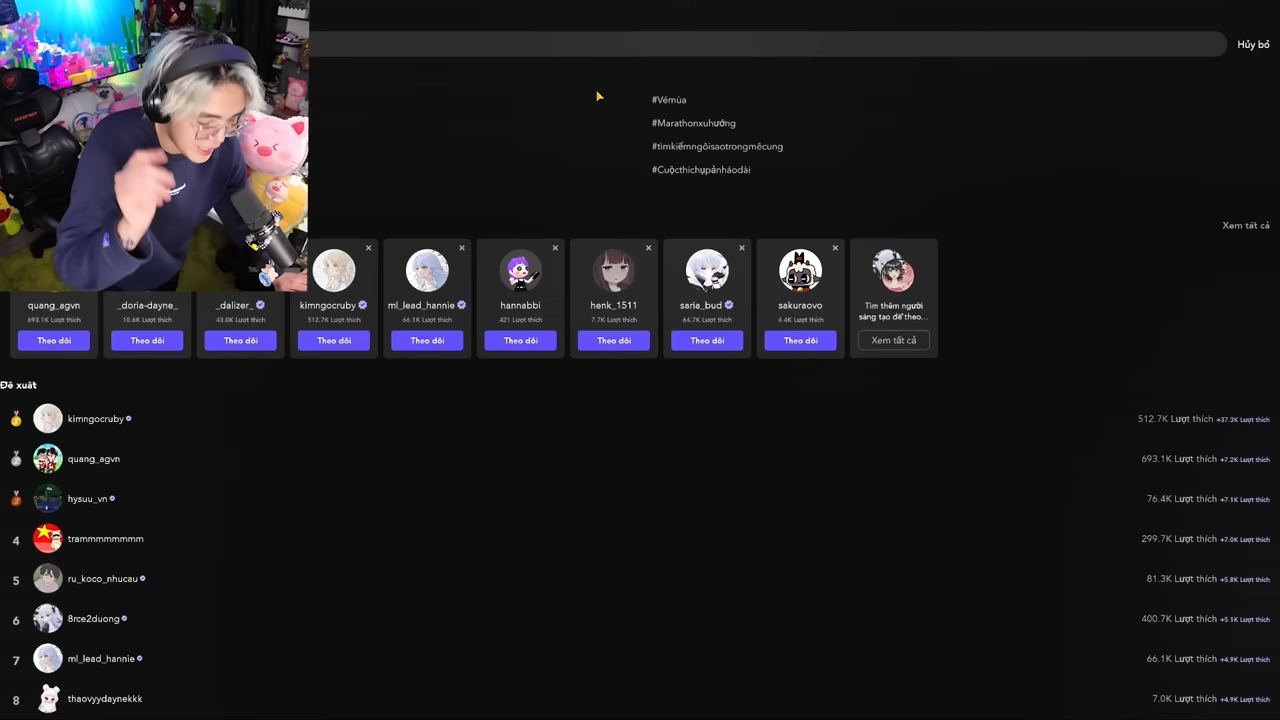 Hủy bỏ
#Vémùa
#Marathonxuhướng
#timkiếmngôisaotrongmêcung
#Cuộcthichụpảnháodài
Xem tất cả
quang_agvn
693.1K Lượt thích
Theo dõi
_doria-dayne_
10.6K Lượt thích
Theo dõi
_dalizer_
43.0K Lượt thích
Theo dõi
kimngocruby
512.7K Lượt thích
Theo dõi
ml_lead_hannie
66.1K Lượt thích
Theo dõi
hannabbi
421 Lượt thích
Theo dõi
henk_1511
7.7K Lượt thích
Theo dõi
saria_bud
64.7K Lượt thích
Theo dõi
sakuraovo
4.4K Lượt thích
Theo dõi
Tìm thêm người
sáng tạo để theo...
Xem tất cả
Đề xuất
kimngocruby 512.7K Lượt thích +37.3K Lượt thích
quang_agvn 693.1K Lượt thích +7.2K Lượt thích
hysuu_vn 76.4K Lượt thích +7.1K Lượt thích
4 trammmmmmmm 299.7K Lượt thích +7.0K Lượt thích
5 ru_koco_nhucau 81.3K Lượt thích +5.8K Lượt thích
6 8rce2duong 400.7K Lượt thích +5.1K Lượt thích
7 ml_lead_hannie 66.1K Lượt thích +4.9K Lượt thích
8 thaovyydaynekkk 7.0K Lượt thích +4.9K Lượt thích